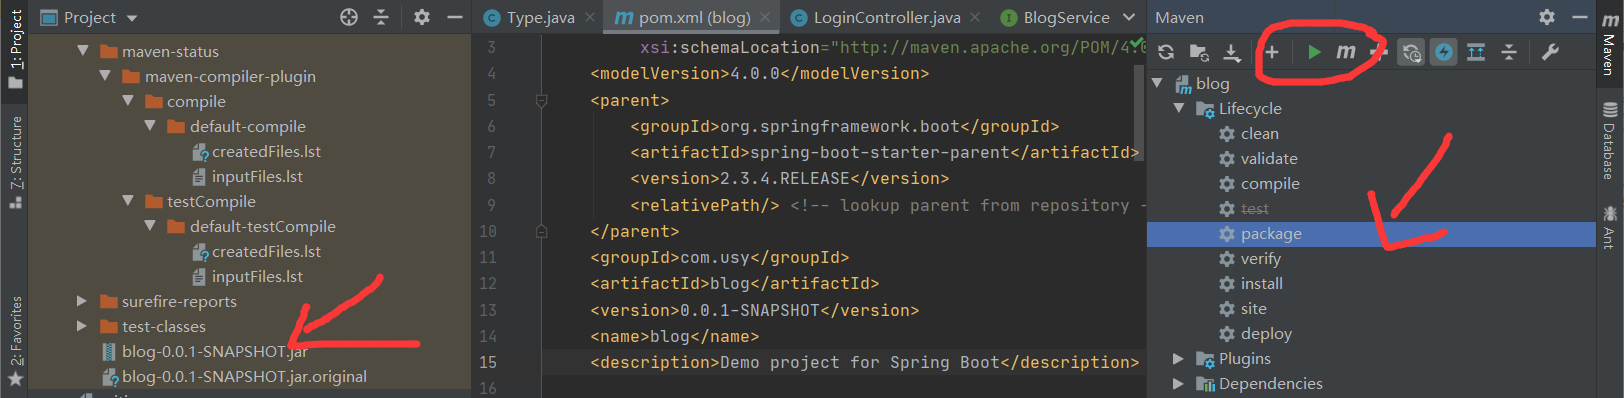 1: Project
7: Structure
2: Favorites
Project
maven-status
maven-compiler-plugin
compile
default-compile
createdFiles.lst
inputFiles.lst
testCompile
default-testCompile
createdFiles.lst
inputFiles.lst
surefire-reports
test-classes
blog-0.0.1-SNAPSHOT.jar
blog-0.0.1-SNAPSHOT.jar.original
Type.java
pom.xml (blog)
LoginController.java
BlogService
3 xsi:schemaLocation="http://maven.apache.org/POM/4.0
4 <modelVersion>4.0.0</modelVersion>
5 <parent>
6 <groupId>org.springframework.boot</groupId>
7 <artifactId>spring-boot-starter-parent</artifactId>
8 <version>2.3.4.RELEASE</version>
9 <relativePath/> <!-- lookup parent from repository -
10 </parent>
11 <groupId>com.usy</groupId>
12 <artifactId>blog</artifactId>
13 <version>0.0.1-SNAPSHOT</version>
14 <name>blog</name>
15 <description>Demo project for Spring Boot</description>
16
Maven
blog
Lifecycle
clean
validate
compile
test
package
verify
install
site
deploy
Plugins
Dependencies
Maven
Database
Ant